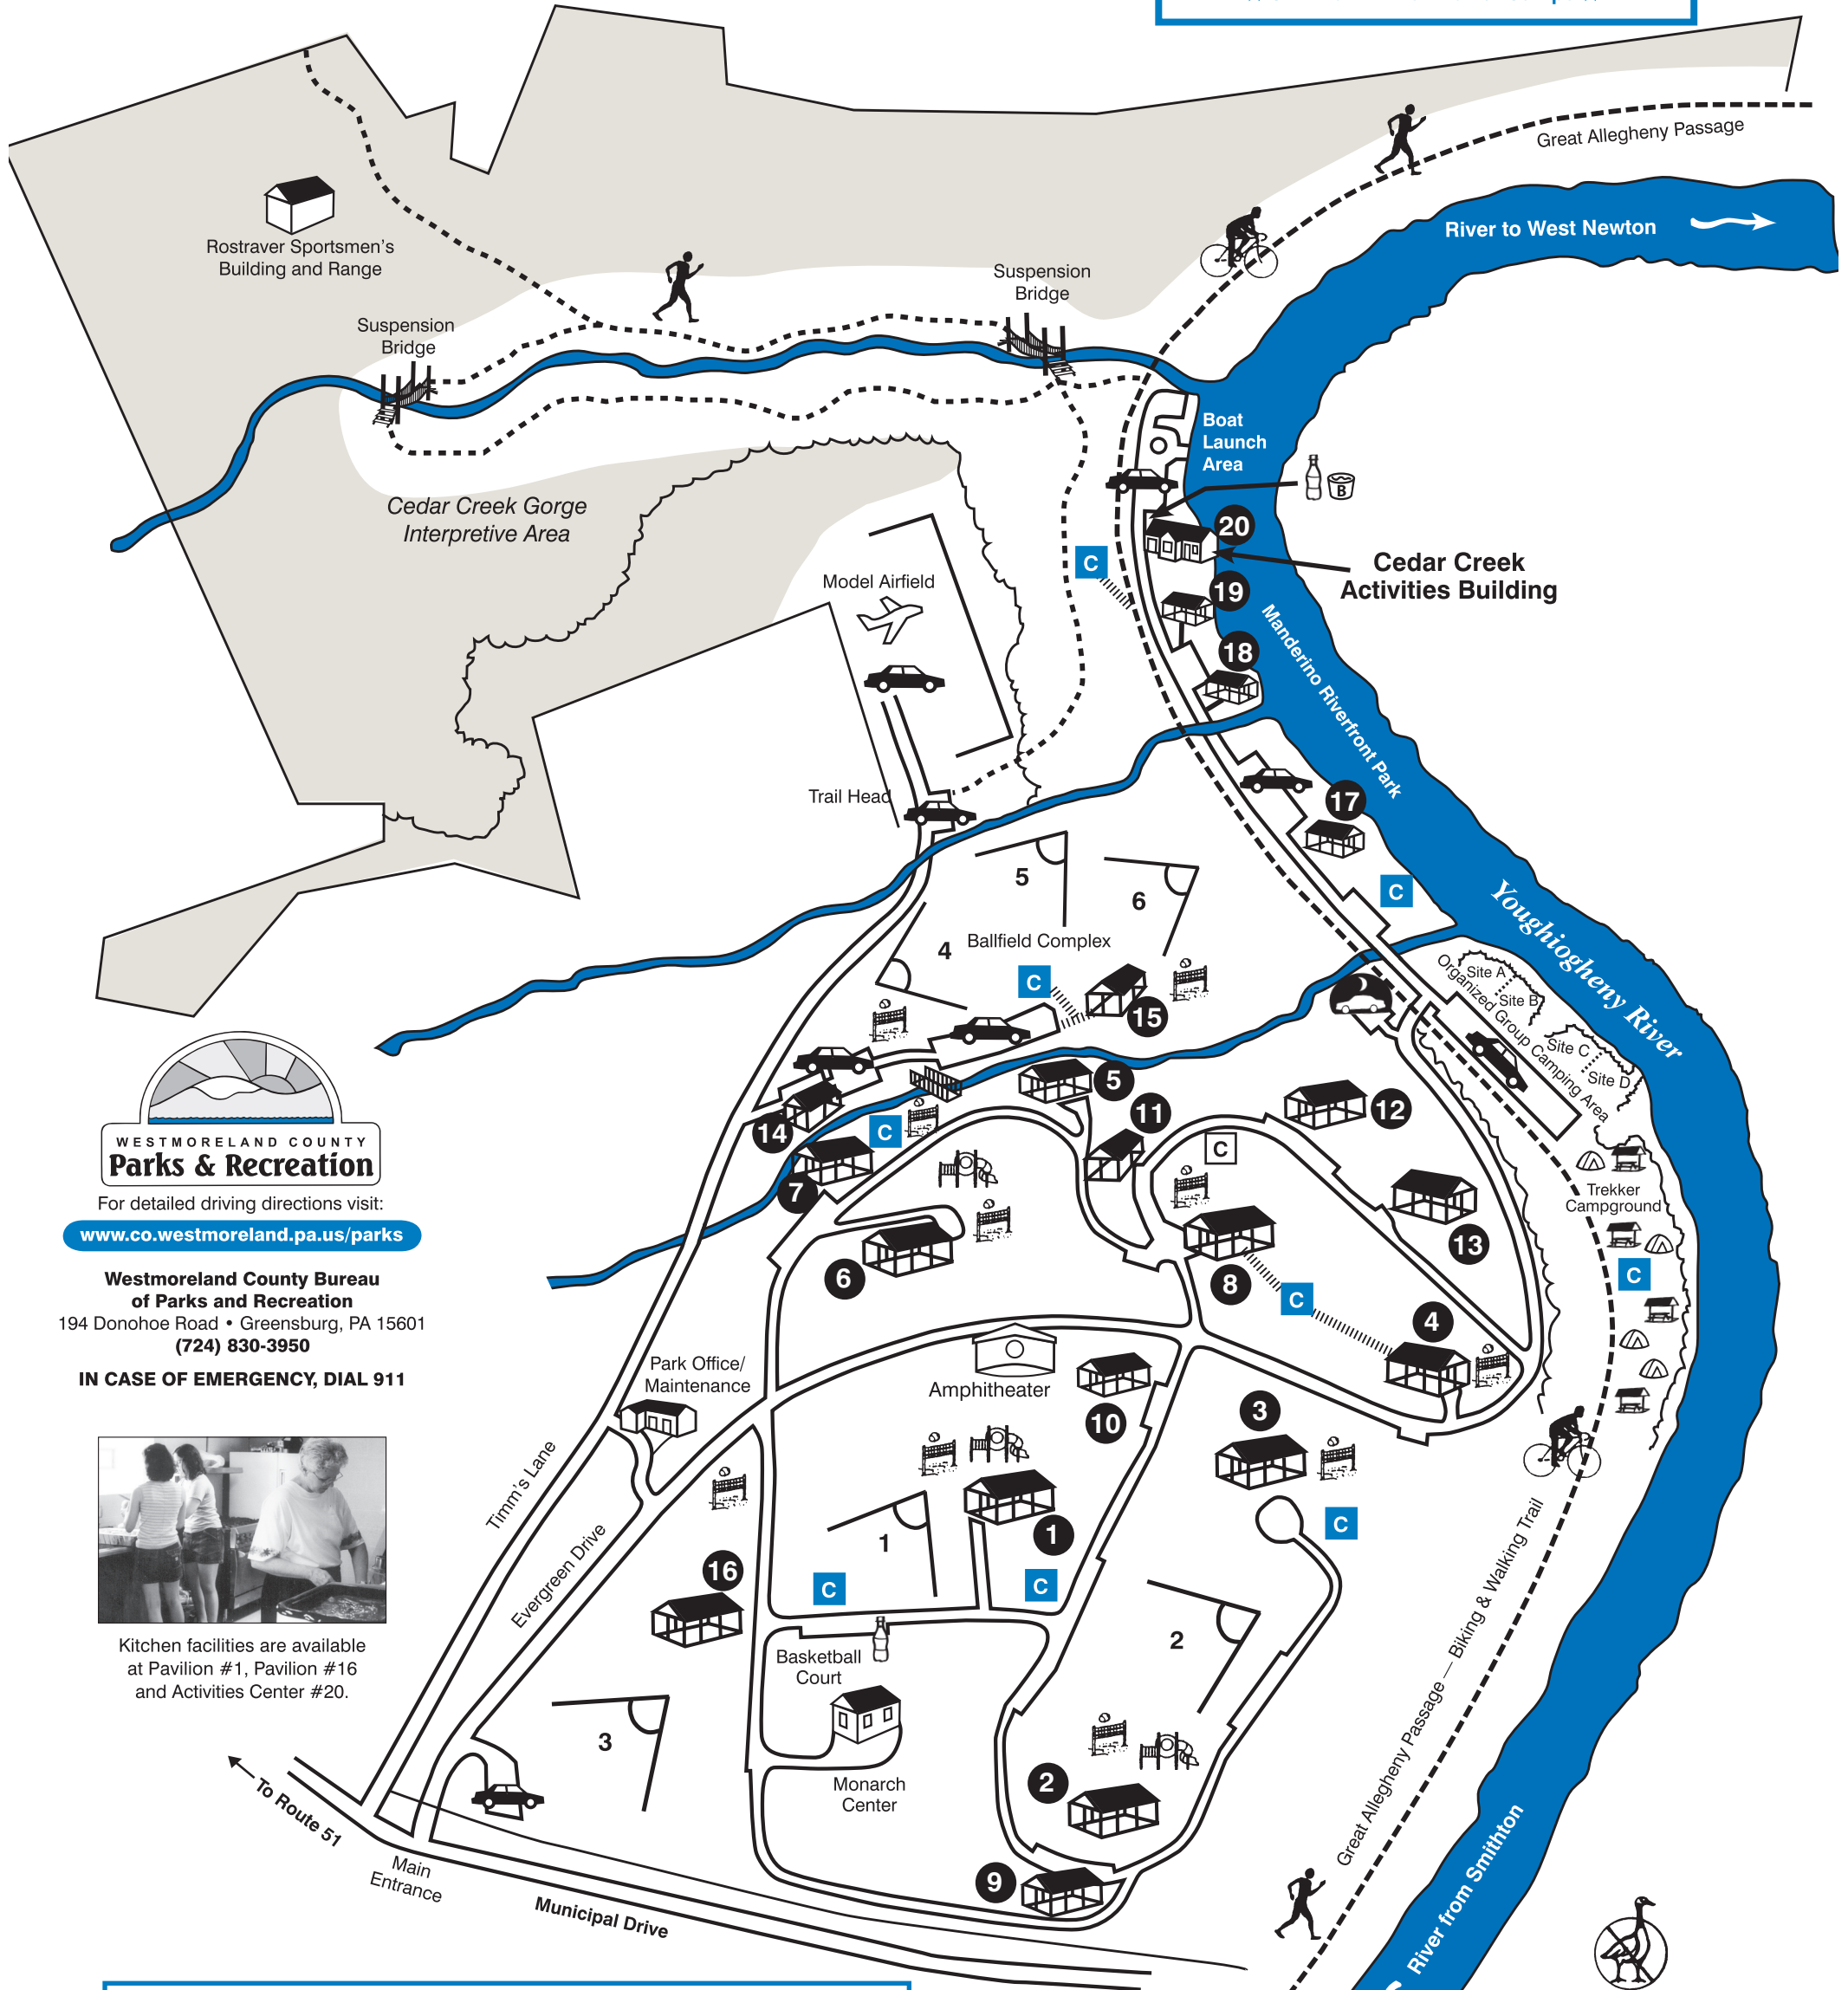 Great Allegheny Passage
River to West Newton
Rostraver Sportsmen's
Building and Range
Suspension
Bridge
Suspension
Bridge
Boat
Launch
Area
B
Cedar Creek Gorge
Interpretive Area
20
Cedar Creek
Activities Building
C
Model Airfield
19
Manderino Riverfront Park
18
Trail Head
17
5
6
C
Youghiogheny River
4
Ballfield Complex
C
15
Site A
Site B
Site C
Site D
Organized Group Camping Area
5
11
12
14
C
7
C
Trekker
Campground
13
6
8
C
C
4
WESTMORELAND COUNTY
Parks & Recreation
For detailed driving directions visit:
www.co.westmoreland.pa.us/parks
Westmoreland County Bureau
of Parks and Recreation
194 Donohoe Road • Greensburg, PA 15601
(724) 830-3950
IN CASE OF EMERGENCY, DIAL 911
Park Office/
Maintenance
Amphitheater
10
3
Timm's Lane
Evergreen Drive
1
1
C
16
C
C
Kitchen facilities are available
at Pavilion #1, Pavilion #16
and Activities Center #20.
Basketball
Court
2
3
Monarch
Center
2
9
Great Allegheny Passage — Biking & Walking Trail
To Route 51
Main
Entrance
Municipal Drive
River from Smithton